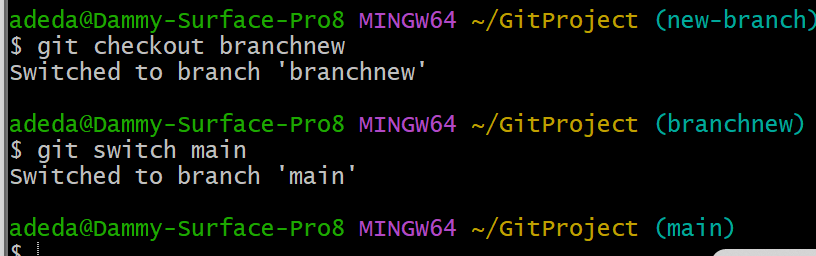 adeda@Dammy-Surface-Pro8 MINGW64 ~/GitProject (new-branch)
$ git checkout branchnew
Switched to branch 'branchnew'
adeda@Dammy-Surface-Pro8 MINGW64 ~/GitProject (branchnew)
$ git switch main
Switched to branch 'main'
adeda@Dammy-Surface-Pro8 MINGW64 ~/GitProject (main)
$